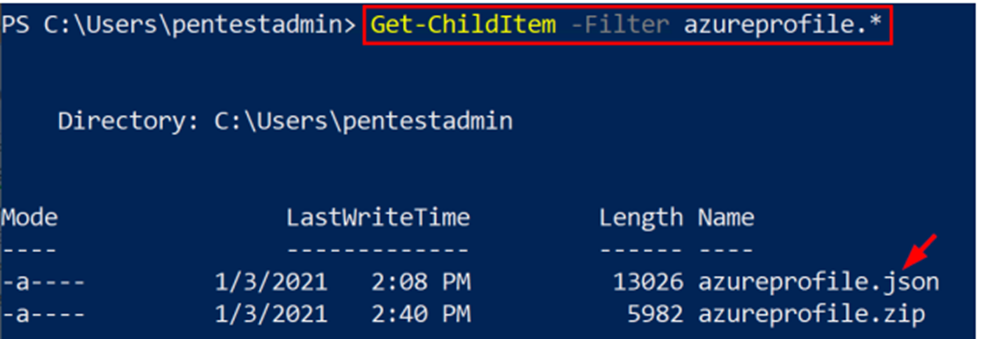 PS C:\Users\pentestadmin> Get-ChildItem -Filter azureprofile.*
Directory: C:\Users\pentestadmin
Mode LastWriteTime Length Name
---- ------------- ------ ----
-a---- 1/3/2021 2:08 PM 13026 azureprofile.json
-a---- 1/3/2021 2:40 PM 5982 azureprofile.zip